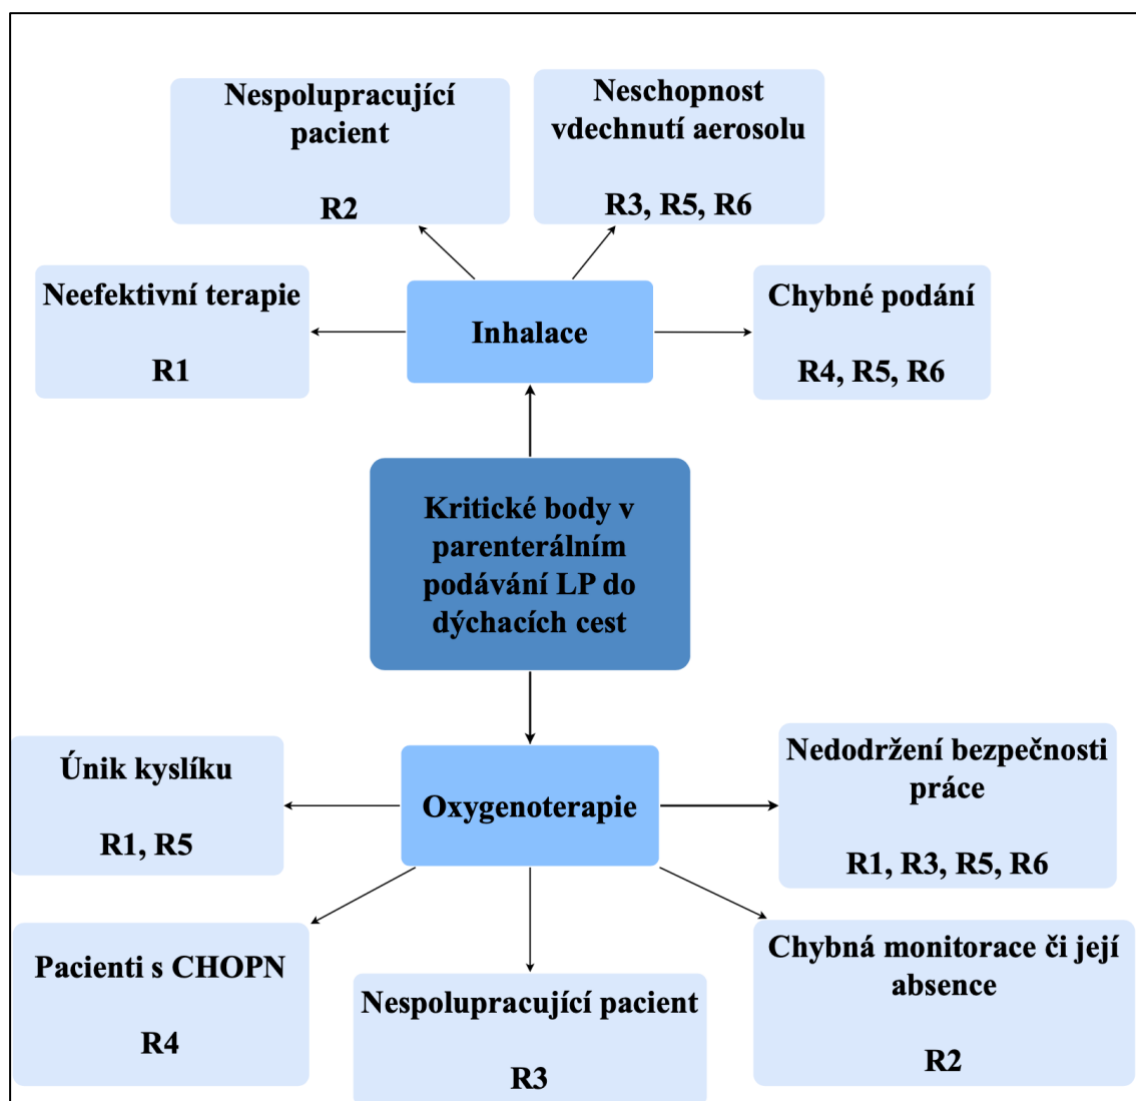 Nespolupracující
pacient
R2
Neschopnost
vdechnutí aerosolu
R3, R5, R6
Neefektivní terapie
R1
Inhalace
Chybné podání
R4, R5, R6
Kritické body v
parenterálním
podávání LP do
dýchacích cest
Únik kyslíku
R1, R5
Oxygenoterapie
Nedodržení bezpečnosti
práce
R1, R3, R5, R6
Pacienti s CHOPN
R4
Nespolupracující pacient
R3
Chybná monitorace či její
absence
R2